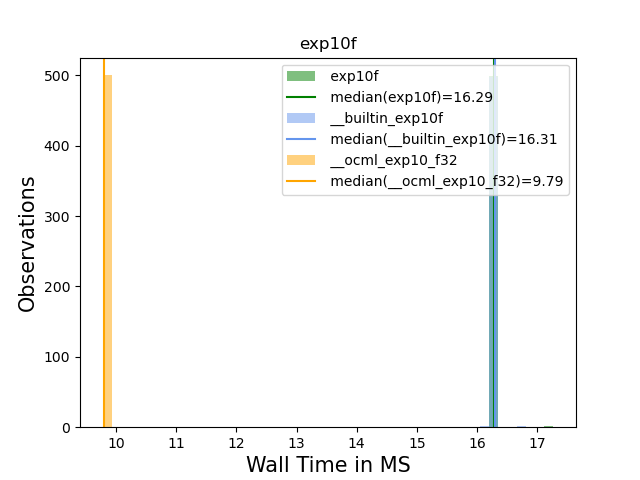 exp10f
500
400
300
200
100
0
Observations
exp10f
median(exp10f)=16.29
__builtin_exp10f
median(__builtin_exp10f)=16.31
__ocml_exp10_f32
median(__ocml_exp10_f32)=9.79
10 11 12 13 14 15 16 17
Wall Time in MS